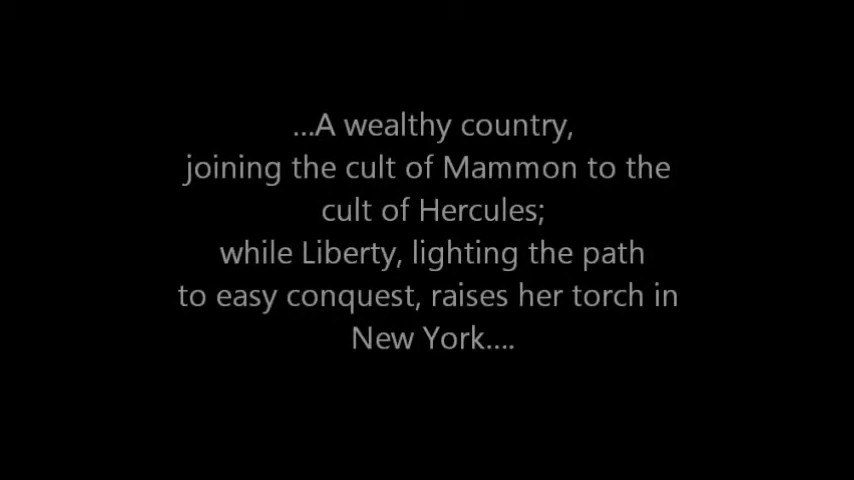 ...A wealthy country,
joining the cult of Mammon to the
cult of Hercules;
while Liberty, lighting the path
to easy conquest, raises her torch in
New York....